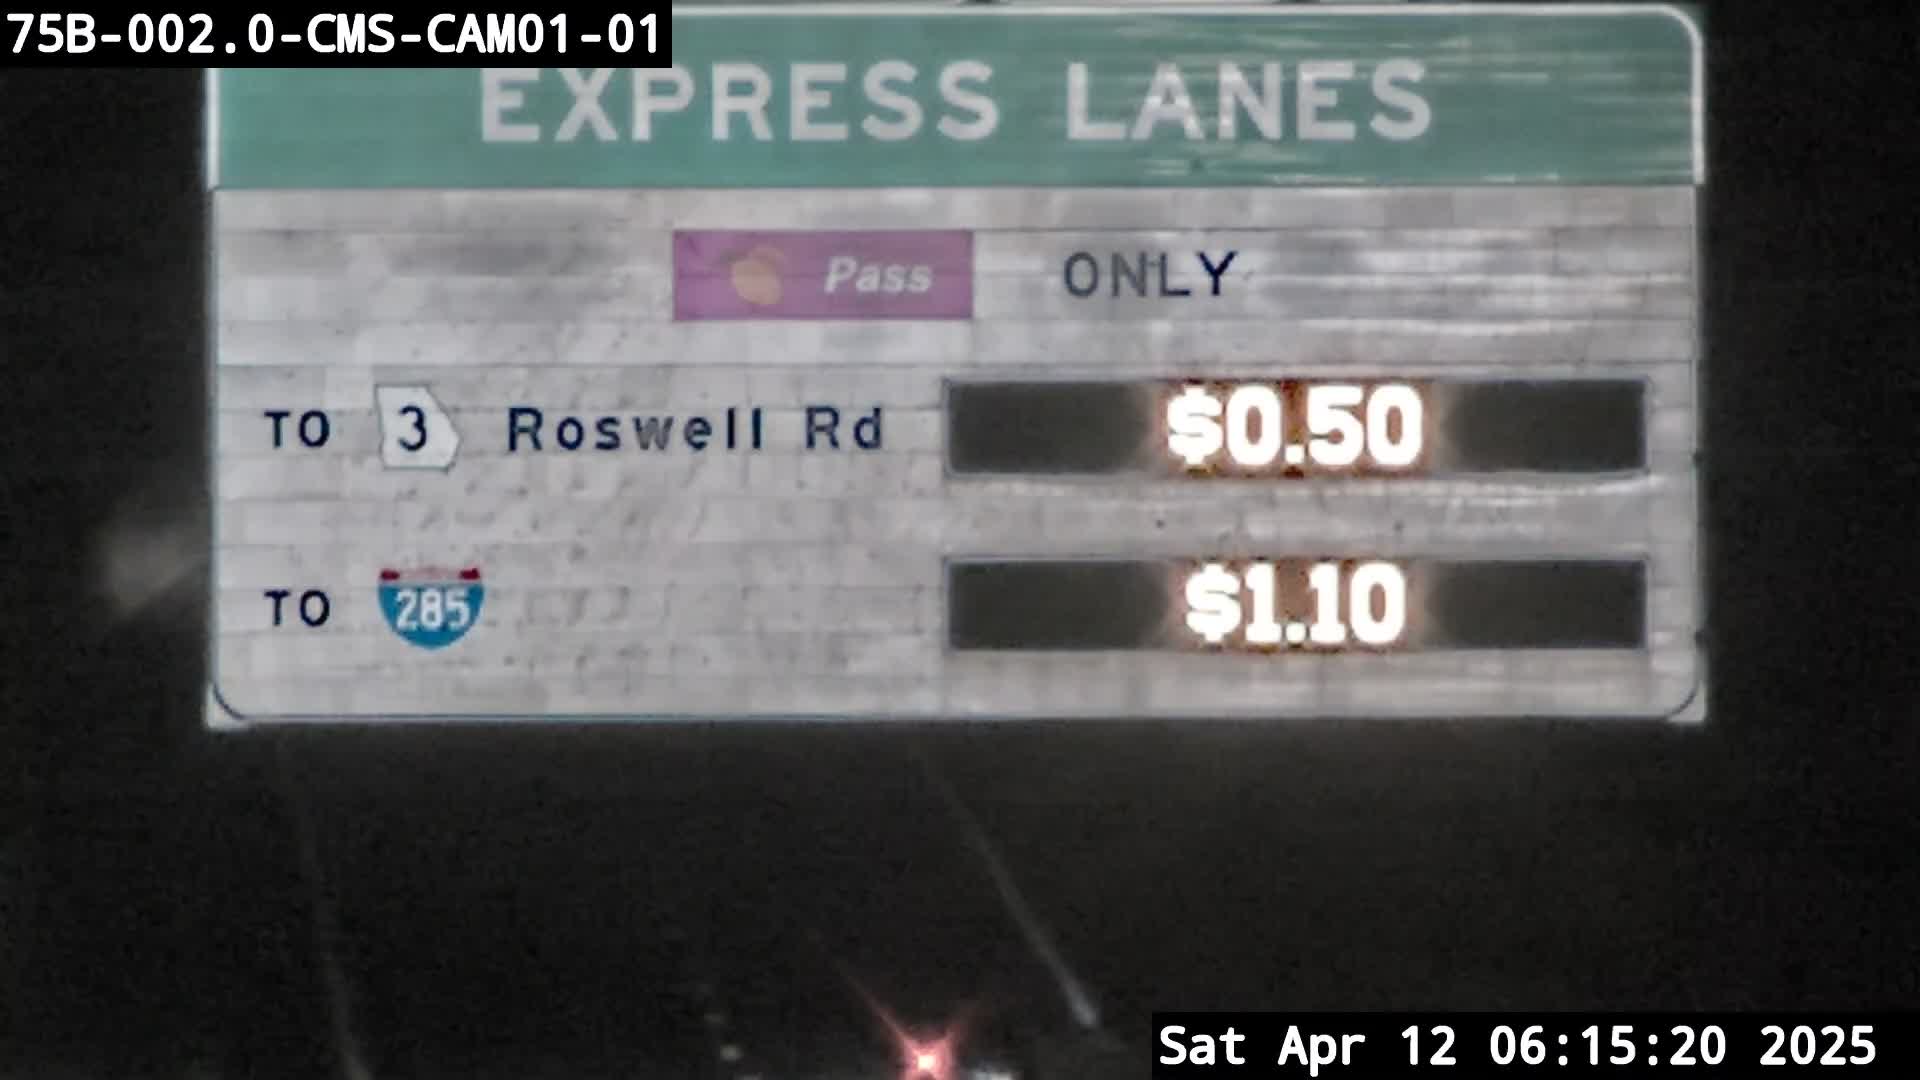 75B-002.0-CMS-CAM01-01
EXPRESS LANES
Pass ONLY
TO 3 Roswell Rd $0.50
TO 285 $1.10
Sat Apr 12 06:15:20 2025